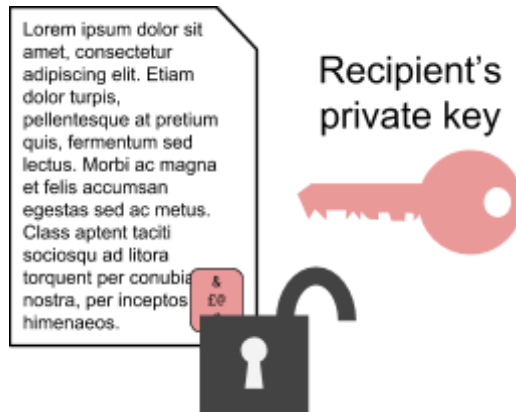 Lorem ipsum dolor sit
amet, consectetur
adipiscing elit. Etiam
dolor turpis,
pellentesque at pretium
quis, fermentum sed
lectus. Morbi ac magna
et felis accumsan
egestas sed ac metus.
Class aptent taciti
sociosqu ad litora
torquent per conubia
nostra, per inceptos
himenaeos.
&
£@
Recipient's
private key